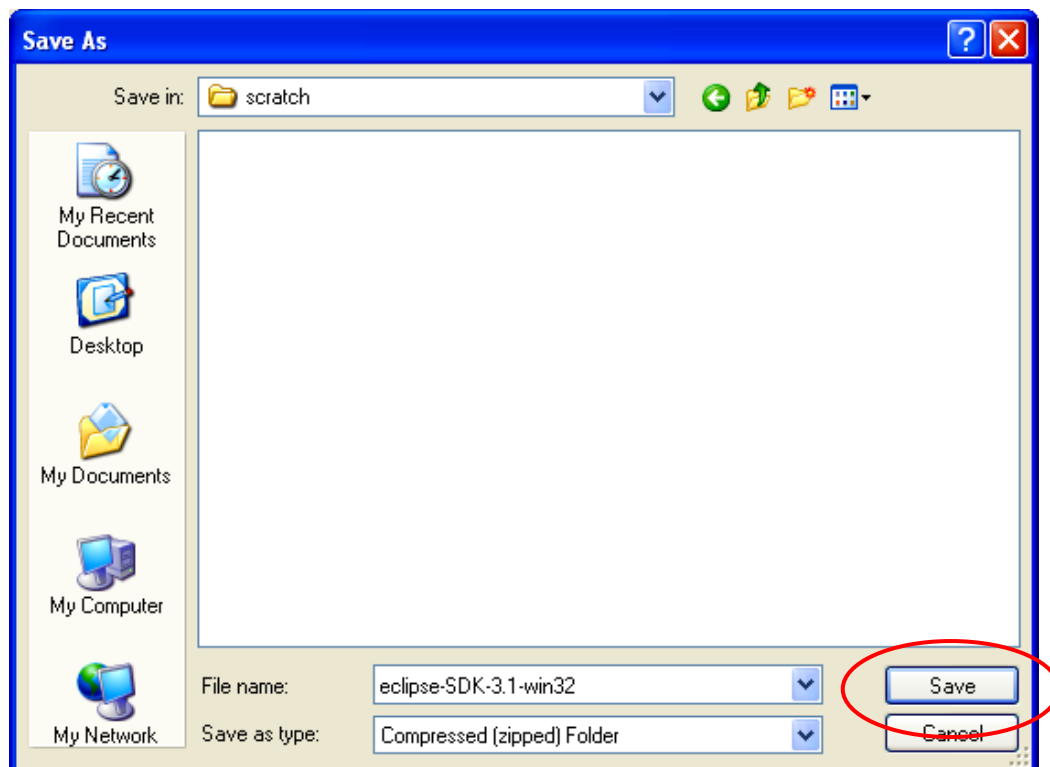 Save As
Save in:
scratch
My Recent
Documents
Desktop
My Documents
My Computer
My Network
File name:
eclipse-SDK-3.1-win32
Save
Save as type:
Compressed (zipped) Folder
Cancel